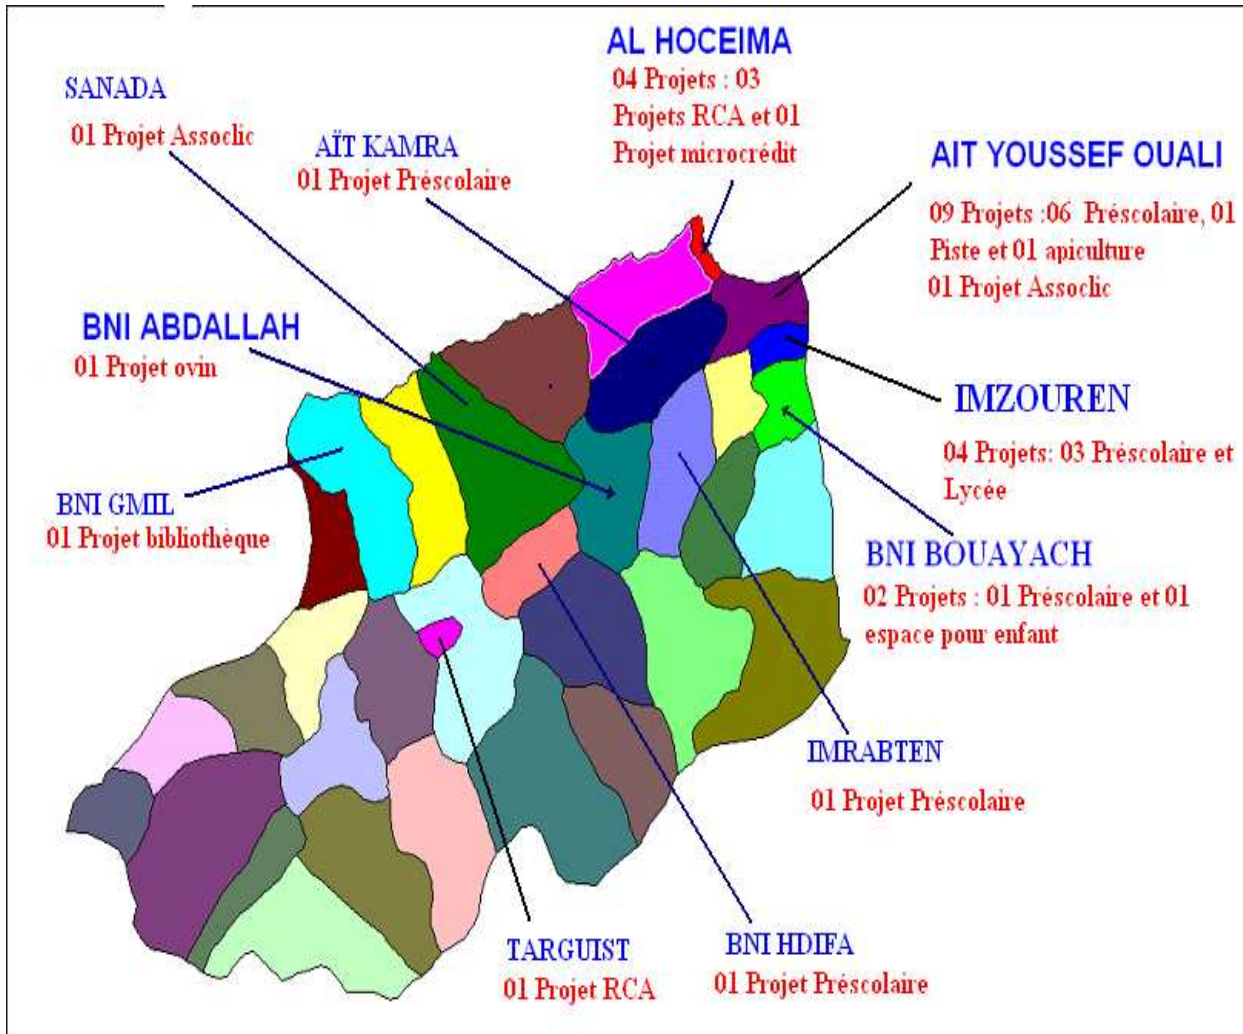 AL HOCEIMA
04 Projets : 03
Projets RCA et 01
Projet microcrédit
SANADA
01 Projet Assoclic
AÏT KAMRA
01 Projet Préscolaire
AIT YOUSSEF OUALI
09 Projets :06 Préscolaire, 01
Piste et 01 apiculture
01 Projet Assoclic
BNI ABDALLAH
01 Projet ovin
IMZOUREN
04 Projets: 03 Préscolaire et
Lycée
BNI GMIL
01 Projet bibliothèque
BNI BOUAYACH
02 Projets : 01 Préscolaire et 01
espace pour enfant
IMRABTEN
01 Projet Préscolaire
TARGUIST
01 Projet RCA
BNI HDIFA
01 Projet Préscolaire